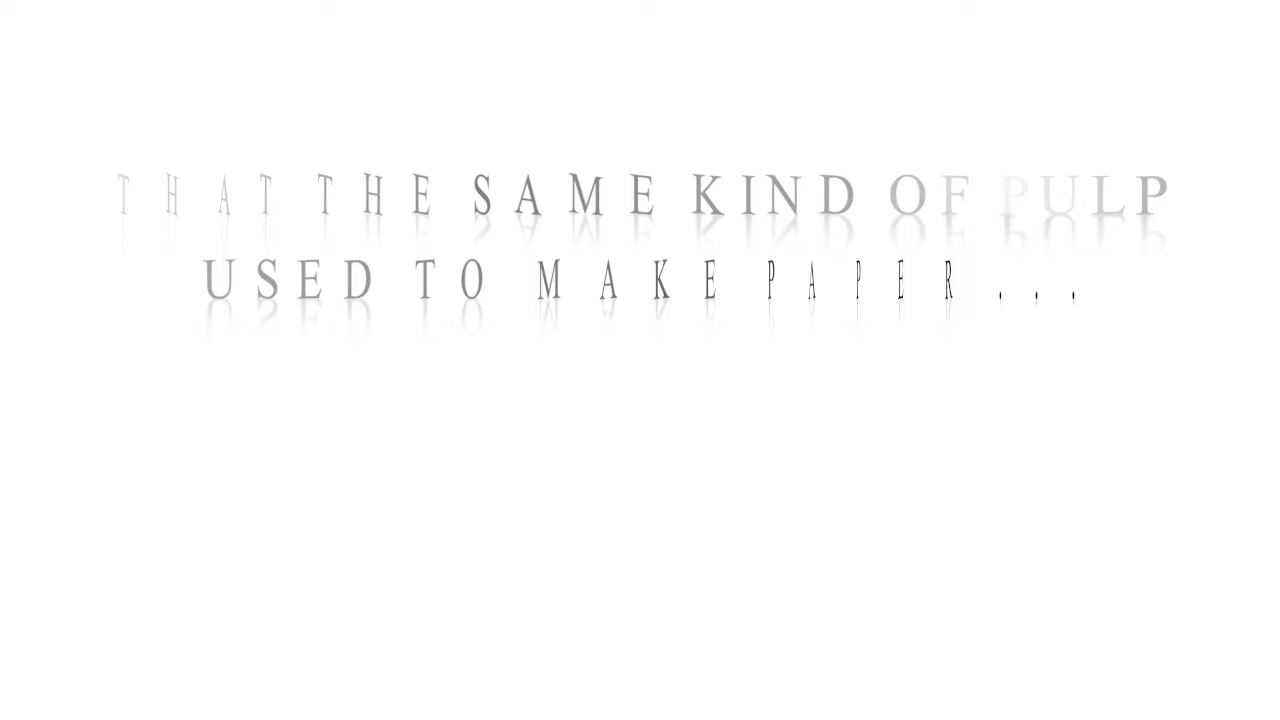 THAT THE SAME KIND OF PULP
USED TO MAKE PAPER...